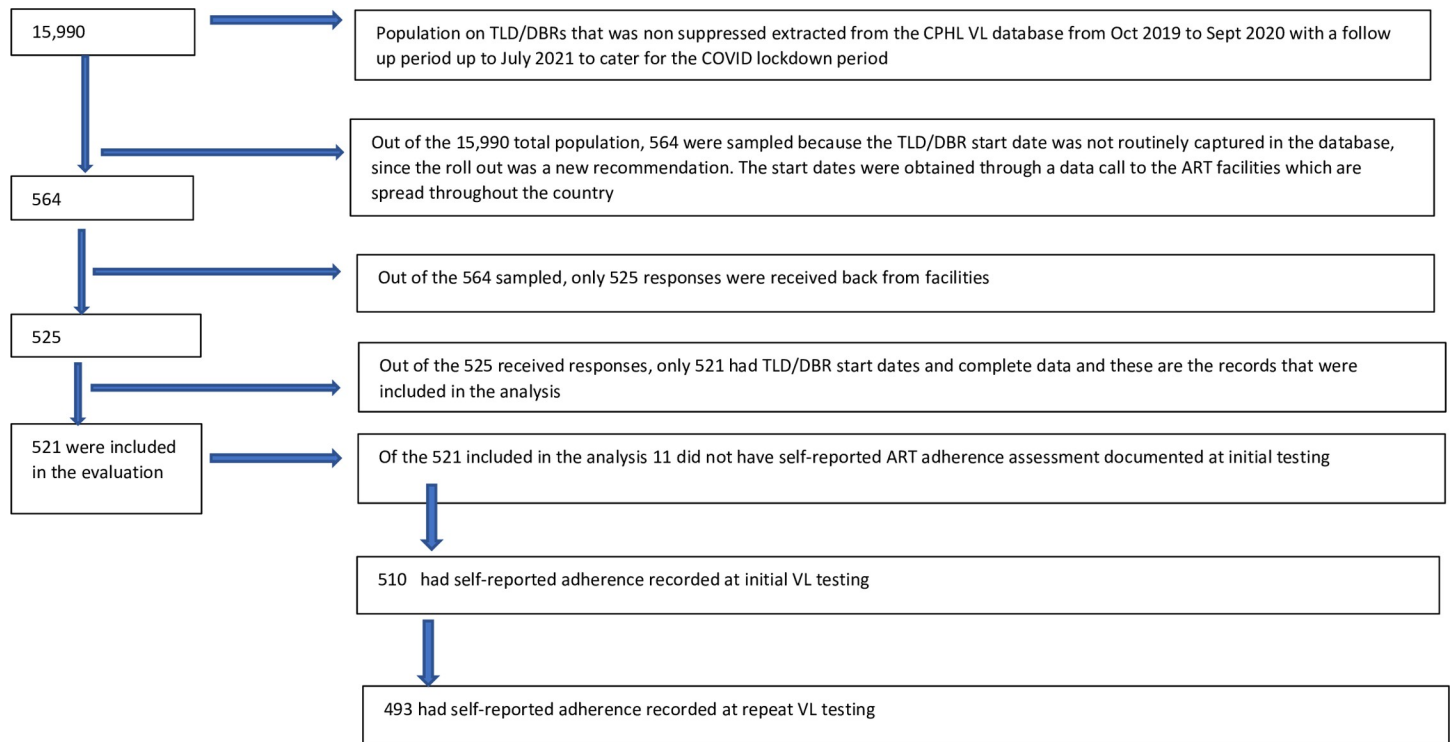 15,990
Population on TLD/DBRs that was non suppressed extracted from the CPHL VL database from Oct 2019 to Sept 2020 with a follow
up period up to July 2021 to cater for the COVID lockdown period
Out of the 15,990 total population, 564 were sampled because the TLD/DBR start date was not routinely captured in the database,
since the roll out was a new recommendation. The start dates were obtained through a data call to the ART facilities which are
spread throughout the country
564
Out of the 564 sampled, only 525 responses were received back from facilities
525
Out of the 525 received responses, only 521 had TLD/DBR start dates and complete data and these are the records that were
included in the analysis
521 were included
in the evaluation
Of the 521 included in the analysis 11 did not have self-reported ART adherence assessment documented at initial testing
510 had self-reported adherence recorded at initial VL testing
493 had self-reported adherence recorded at repeat VL testing